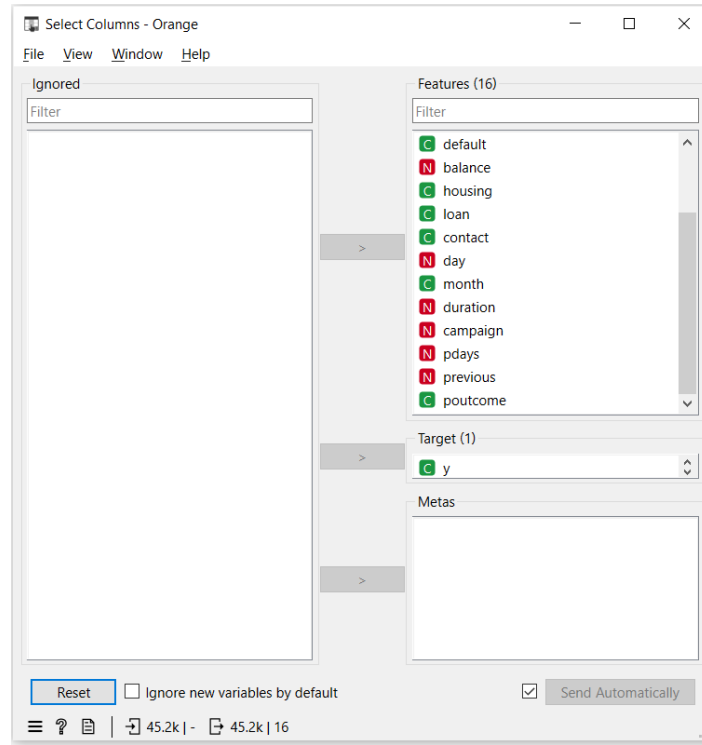 Select Columns - Orange
File View Window Help
Ignored
Filter
Features (16)
Filter
C default
N balance
C housing
C loan
C contact
N day
C month
N duration
N campaign
N pdays
N previous
C poutcome
>
Target (1)
>
C y
Metas
>
Reset
Ignore new variables by default
Send Automatically
? 45.2k | - 45.2k | 16